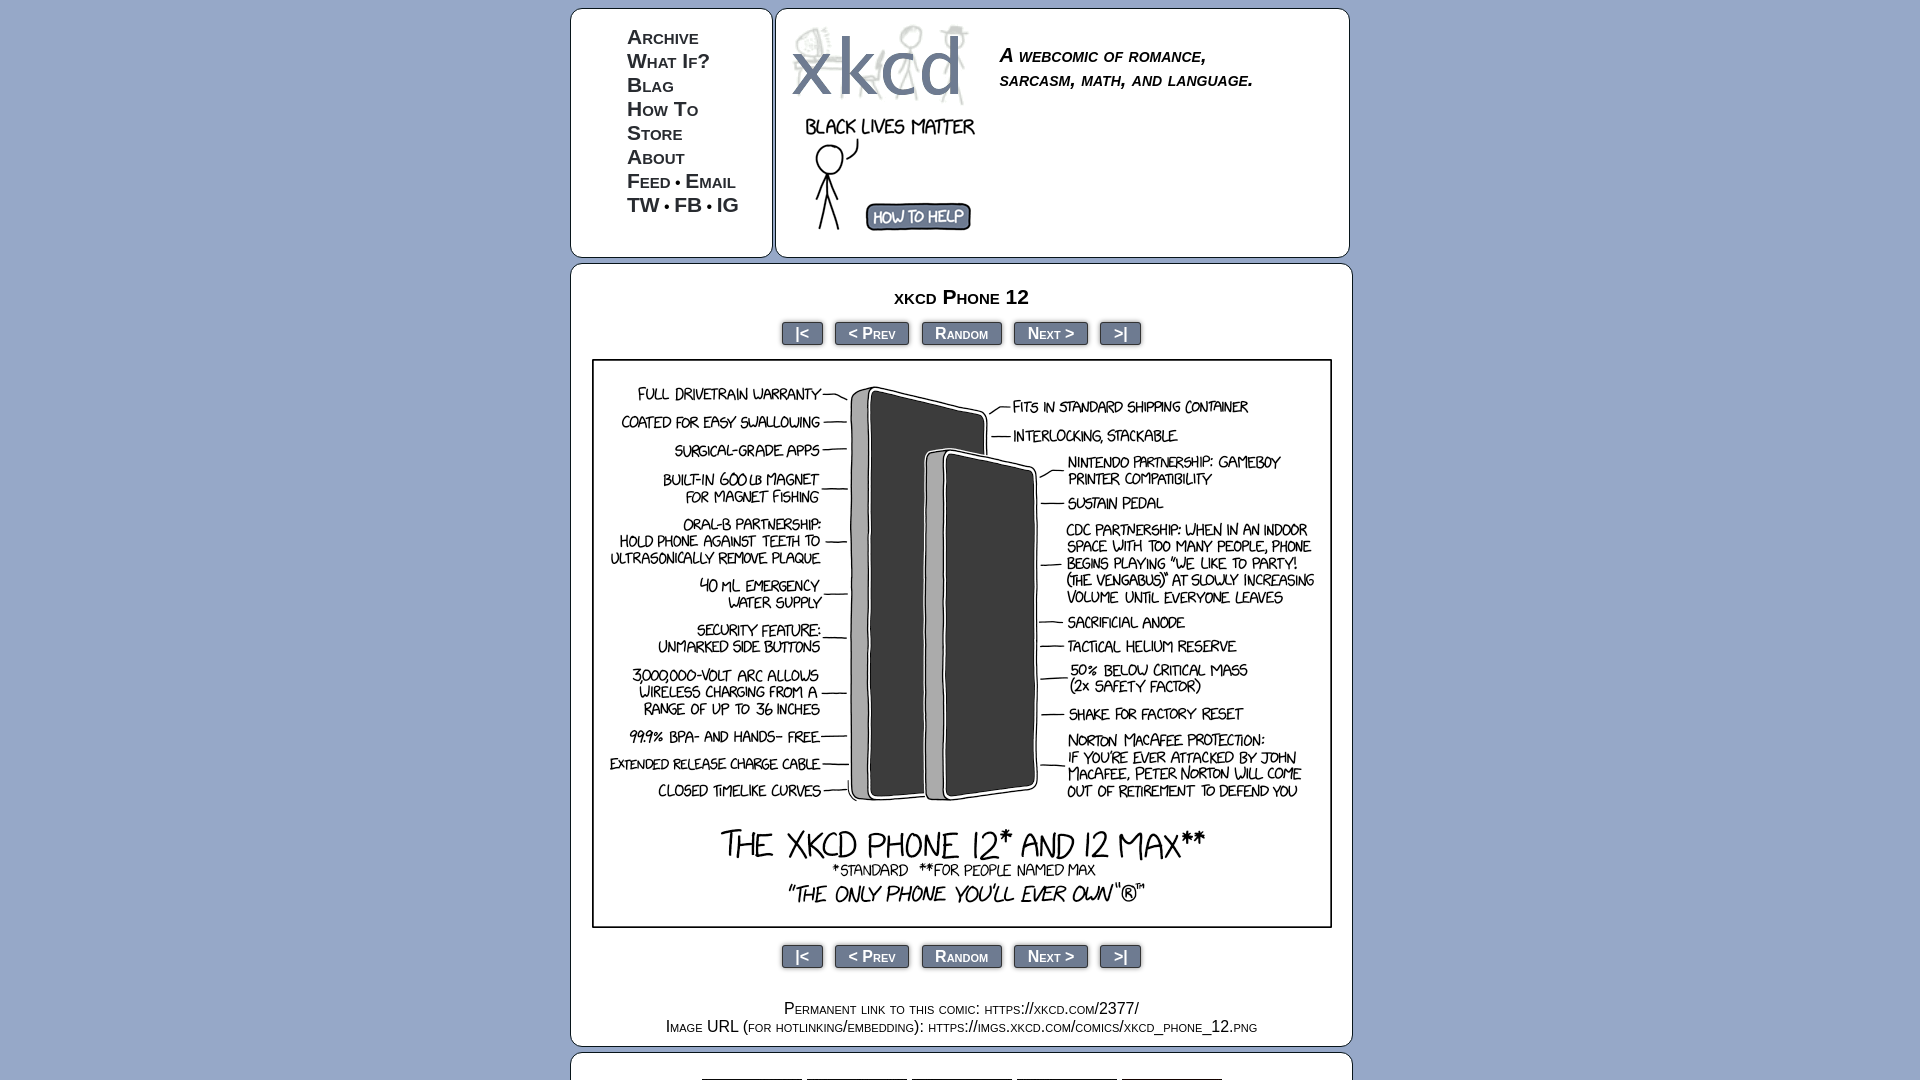 Archive
What If?
Blag
How To
Store
About
Feed • Email
TW • FB • IG
xkcd
A webcomic of romance,
sarcasm, math, and language.
BLACK LIVES MATTER
HOW TO HELP
xkcd Phone 12
|< < Prev Random Next > >|
FULL DRIVETRAIN WARRANTY
COATED FOR EASY SWALLOWING
SURGICAL-GRADE APPS
BUILT-IN 600 LB MAGNET
FOR MAGNET FISHING
ORAL-B PARTNERSHIP:
HOLD PHONE AGAINST TEETH TO
ULTRASONICALLY REMOVE PLAQUE
40 mL EMERGENCY
WATER SUPPLY
SECURITY FEATURE:
UNMARKED SIDE BUTTONS
3,000,000-VOLT ARC ALLOWS
WIRELESS CHARGING FROM A
RANGE OF UP TO 36 INCHES
99.9% BPA- AND HANDS- FREE
EXTENDED RELEASE CHARGE CABLE
CLOSED TIMELIKE CURVES
FITS IN STANDARD SHIPPING CONTAINER
INTERLOCKING, STACKABLE
NINTENDO PARTNERSHIP: GAMEBOY
PRINTER COMPATIBILITY
SUSTAIN PEDAL
CDC PARTNERSHIP: WHEN IN AN INDOOR
SPACE WITH TOO MANY PEOPLE, PHONE
BEGINS PLAYING "WE LIKE TO PARTY!
(THE VENGABUS)" AT SLOWLY INCREASING
VOLUME UNTIL EVERYONE LEAVES
SACRIFICIAL ANODE
TACTICAL HELIUM RESERVE
50% BELOW CRITICAL MASS
(2x SAFETY FACTOR)
SHAKE FOR FACTORY RESET
NORTON MACAFEE PROTECTION:
IF YOU'RE EVER ATTACKED BY JOHN
MACAFEE, PETER NORTON WILL COME
OUT OF RETIREMENT TO DEFEND YOU
THE XKCD PHONE 12* AND 12 MAX**
*STANDARD **FOR PEOPLE NAMED MAX
"THE ONLY PHONE YOU'LL EVER OWN"®™
|< < Prev Random Next > >|
Permanent link to this comic: https://xkcd.com/2377/
Image URL (for hotlinking/embedding): https://imgs.xkcd.com/comics/xkcd_phone_12.png